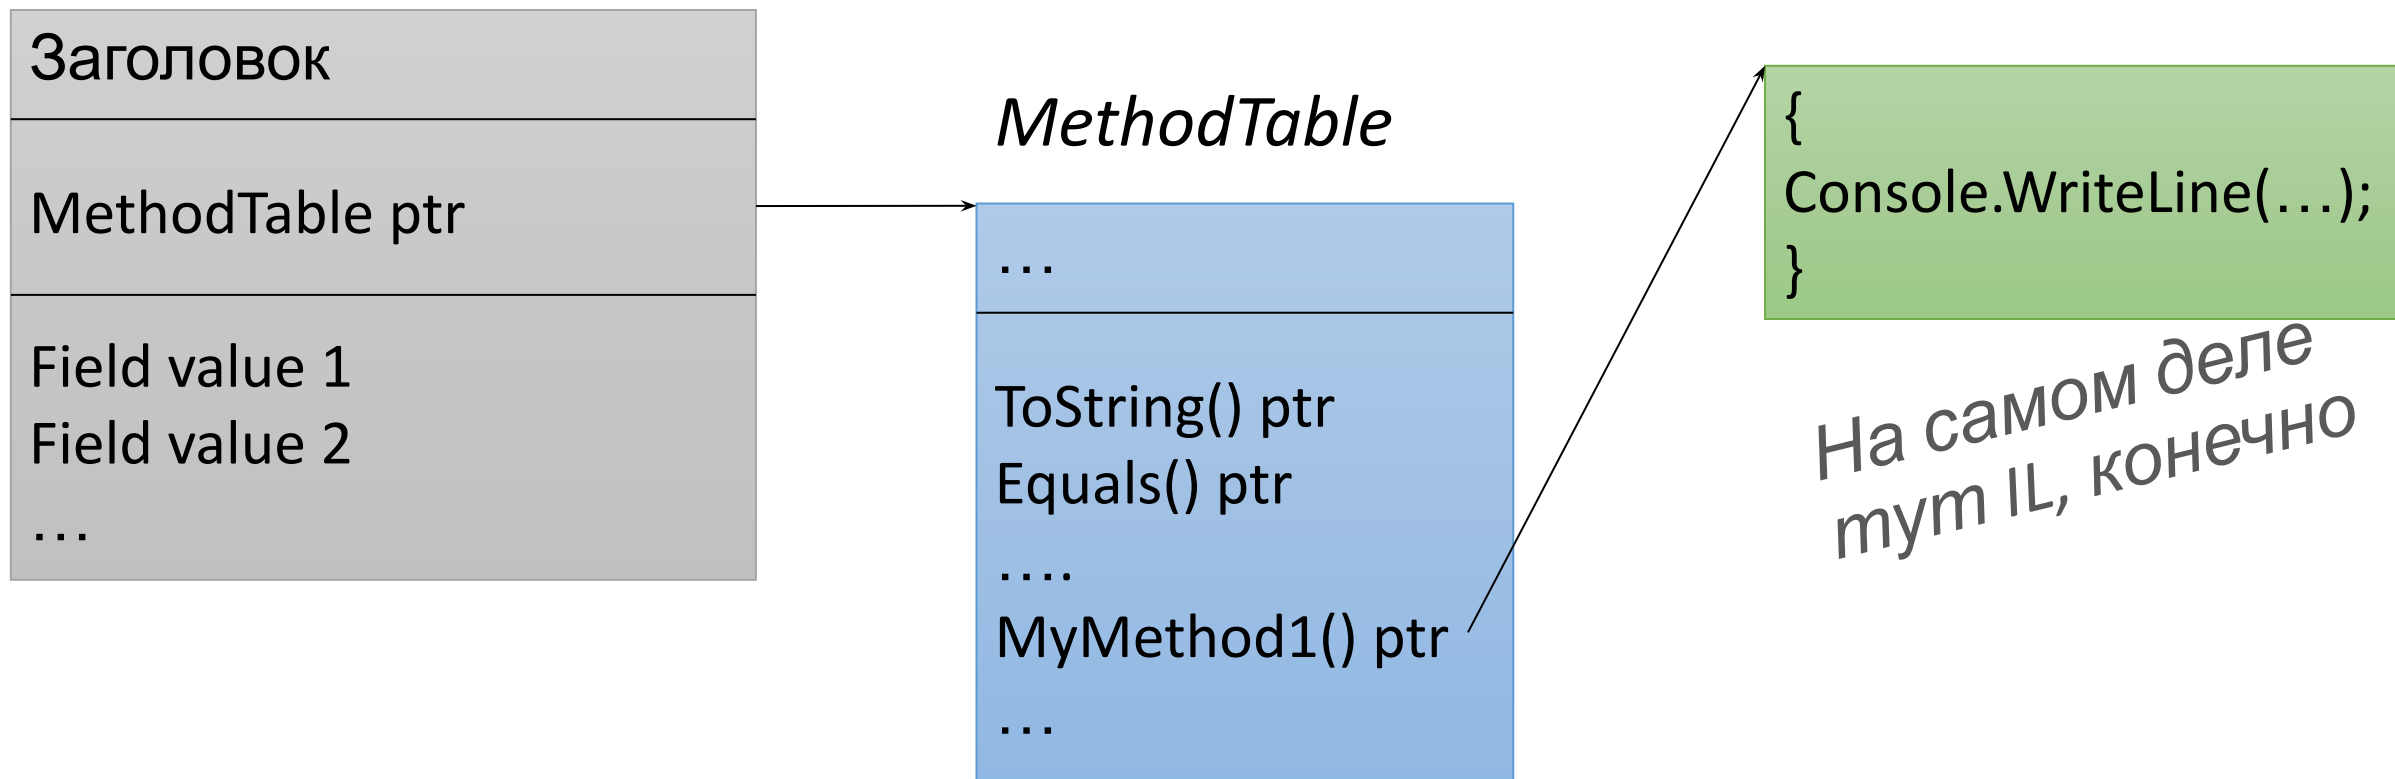 Заголовок
MethodTable ptr
Field value 1
Field value 2
…
MethodTable
…
ToString() ptr
Equals() ptr
….
MyMethod1() ptr
…
{
Console.WriteLine(…);
}
На самом деле
тут IL, конечно